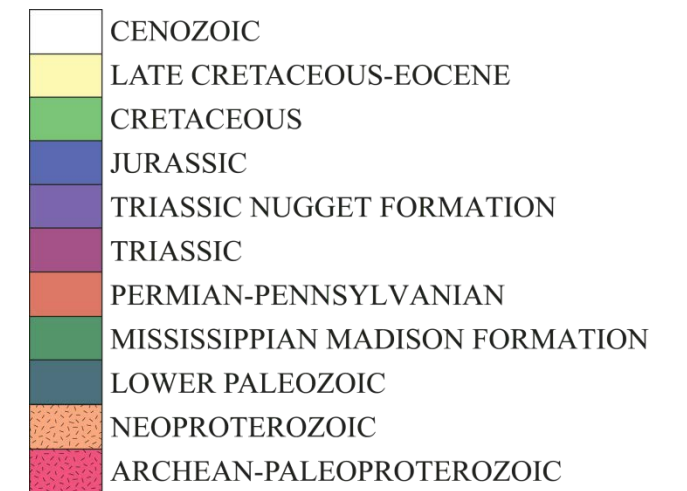 CENOZOIC
LATE CRETACEOUS-EOCENE
CRETACEOUS
JURASSIC
TRIASSIC NUGGET FORMATION
TRIASSIC
PERMIAN-PENNSYLVANIAN
MISSISSIPPIAN MADISON FORMATION
LOWER PALEOZOIC
NEOPROTEROZOIC
ARCHEAN-PALEOPROTEROZOIC